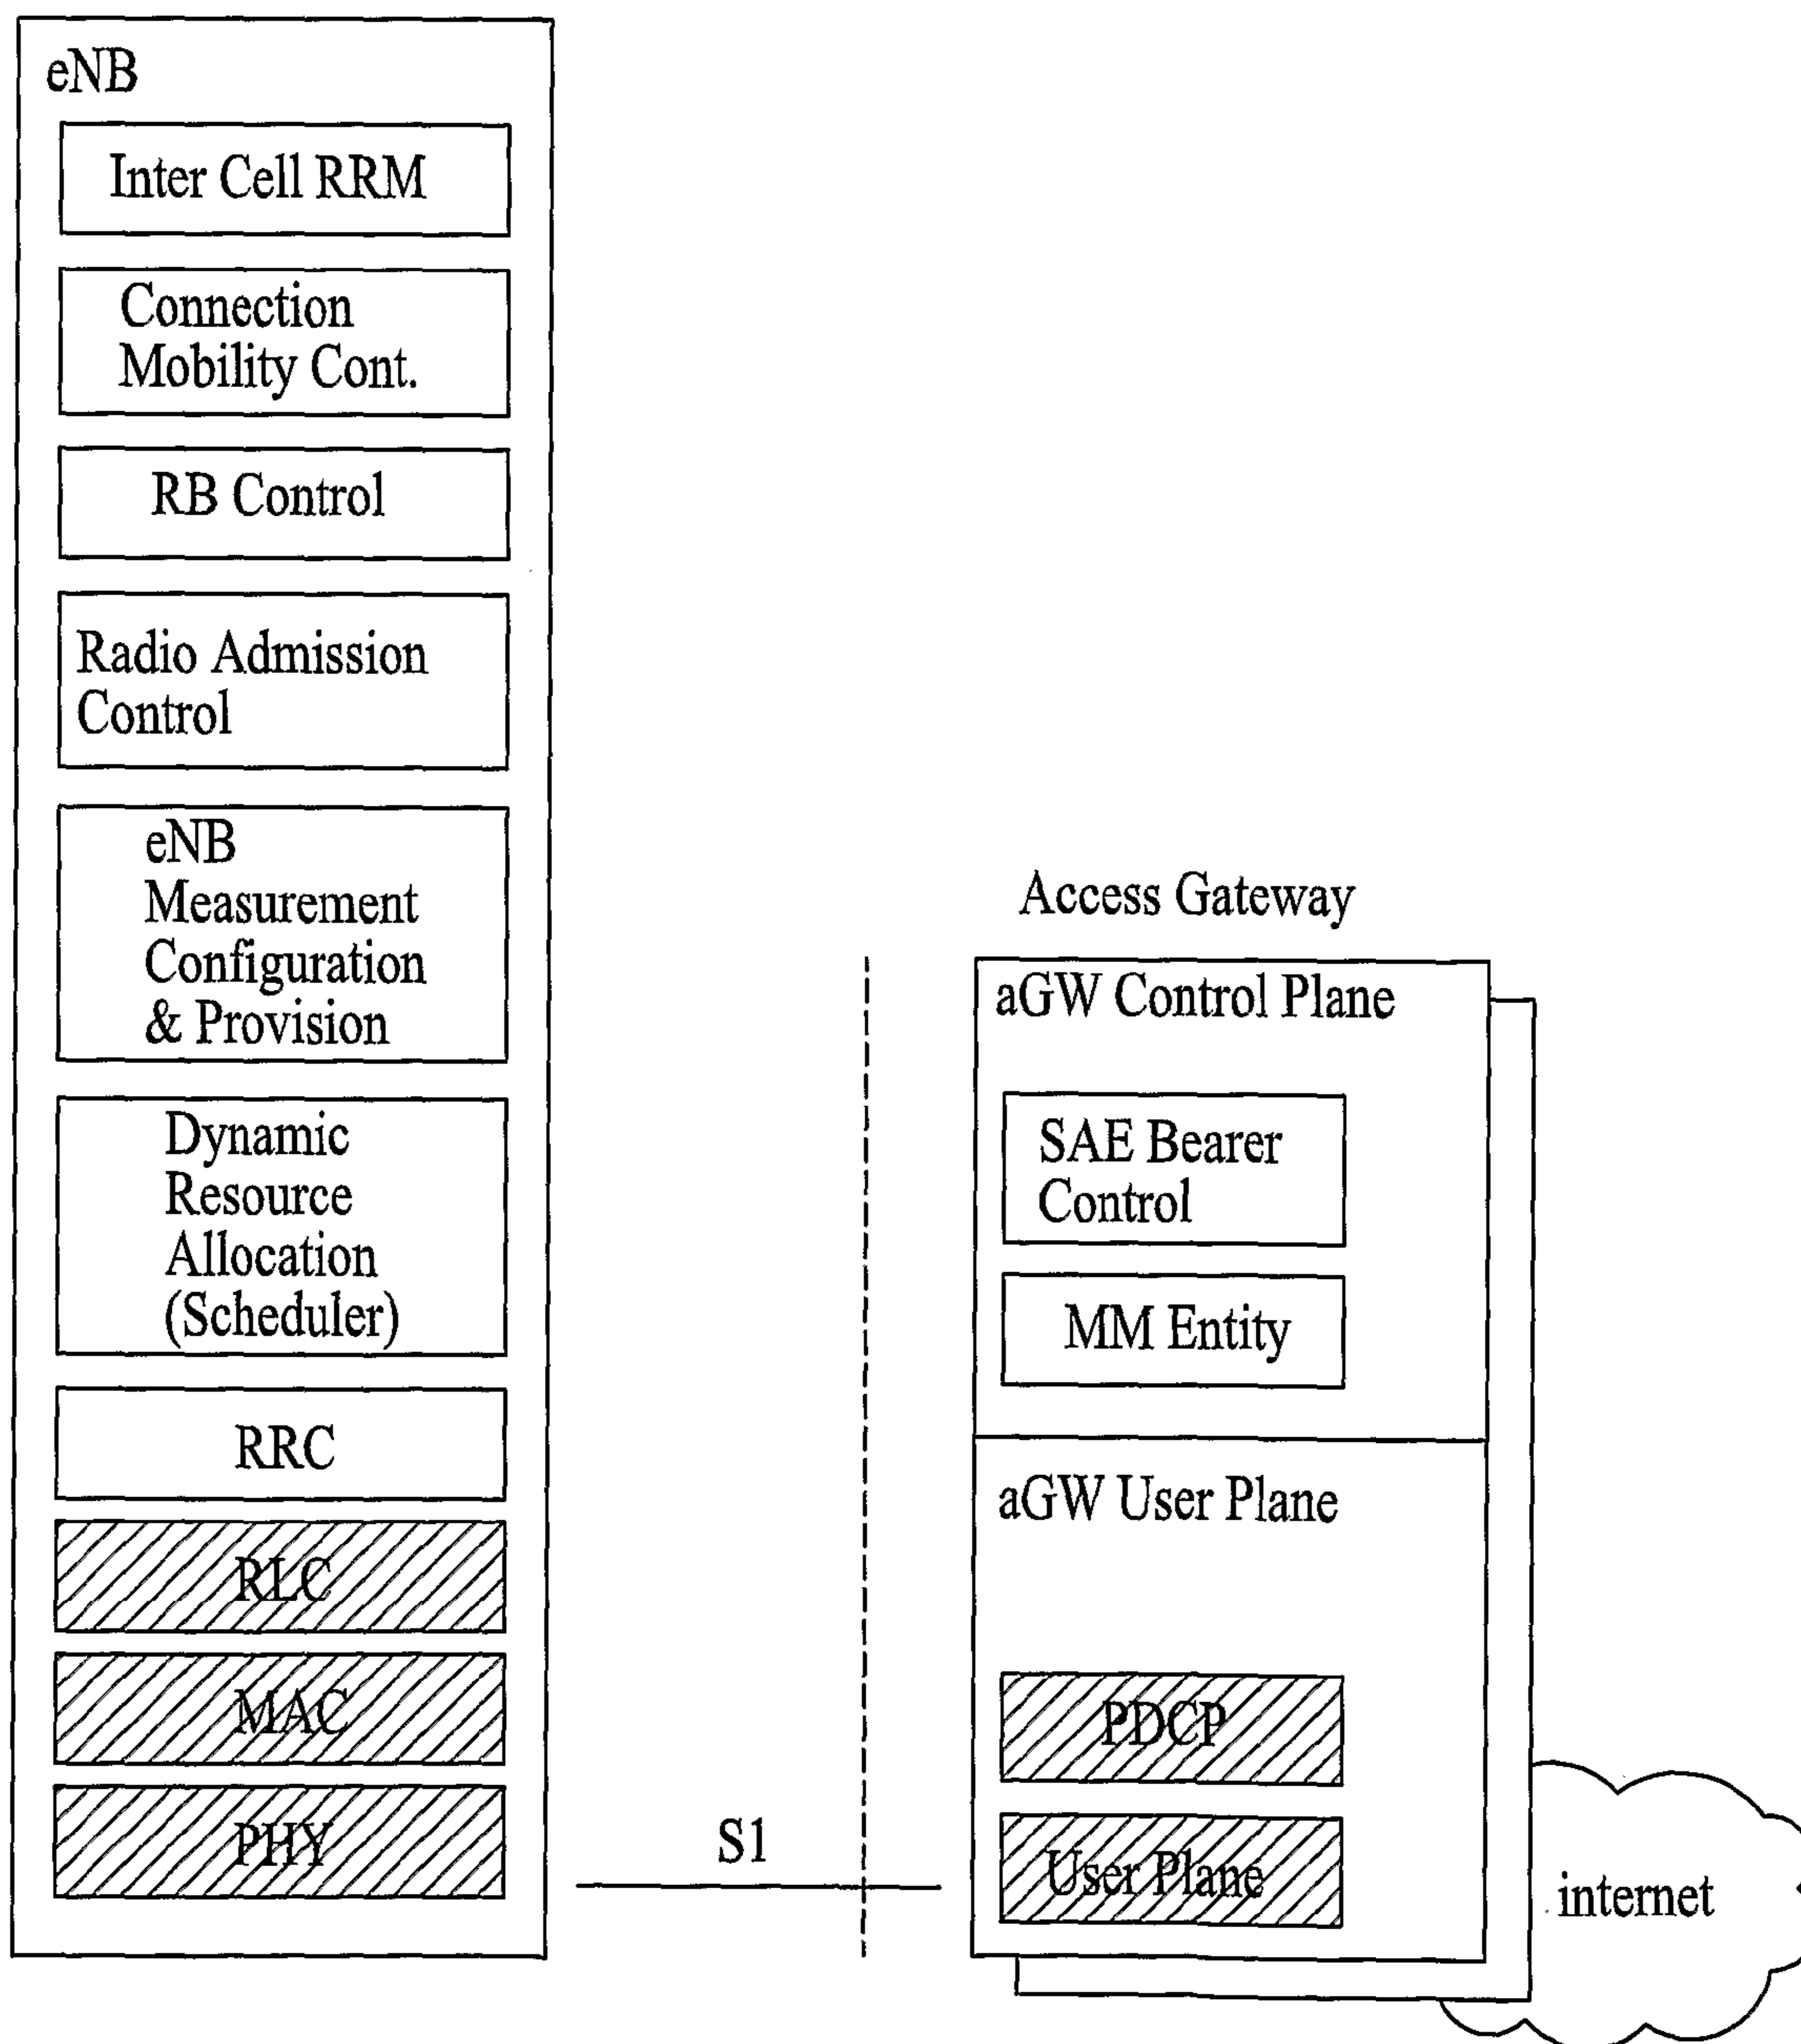 eNB
Inter Cell RRM
Connection
Mobility Cont.
RB Control
Radio Admission
Control
eNB
Measurement
Configuration
& Provision
Dynamic
Resource
Allocation
(Scheduler)
RRC
RLC
MAC
PHY
S1
Access Gateway
aGW Control Plane
SAE Bearer
Control
MM Entity
aGW User Plane
PDCP
User Plane
internet